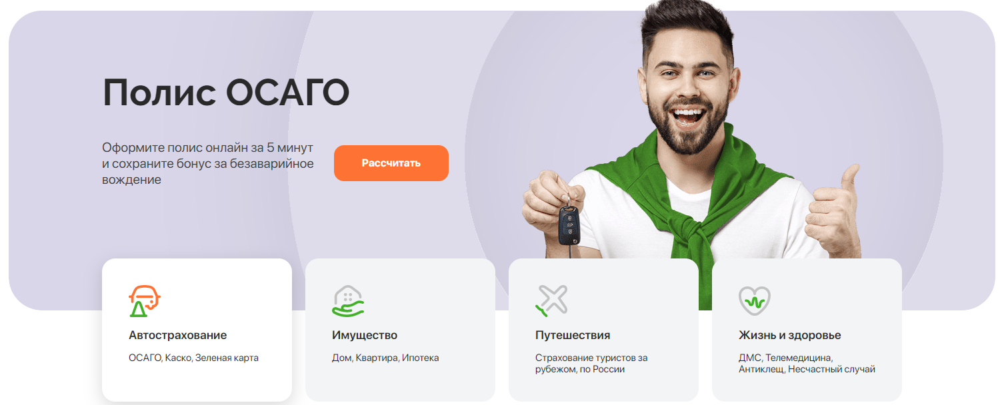 Полис ОСАГО
Оформите полис онлайн за 5 минут
и сохраните бонус за безаварийное
вождение
Рассчитать
Автострахование
ОСАГО, Каско, Зеленая карта
Имущество
Дом, Квартира, Ипотека
Путешествия
Страхование туристов за
рубежом, по России
Жизнь и здоровье
ДМС, Телемедицина,
Антиклещ, Несчастный случай